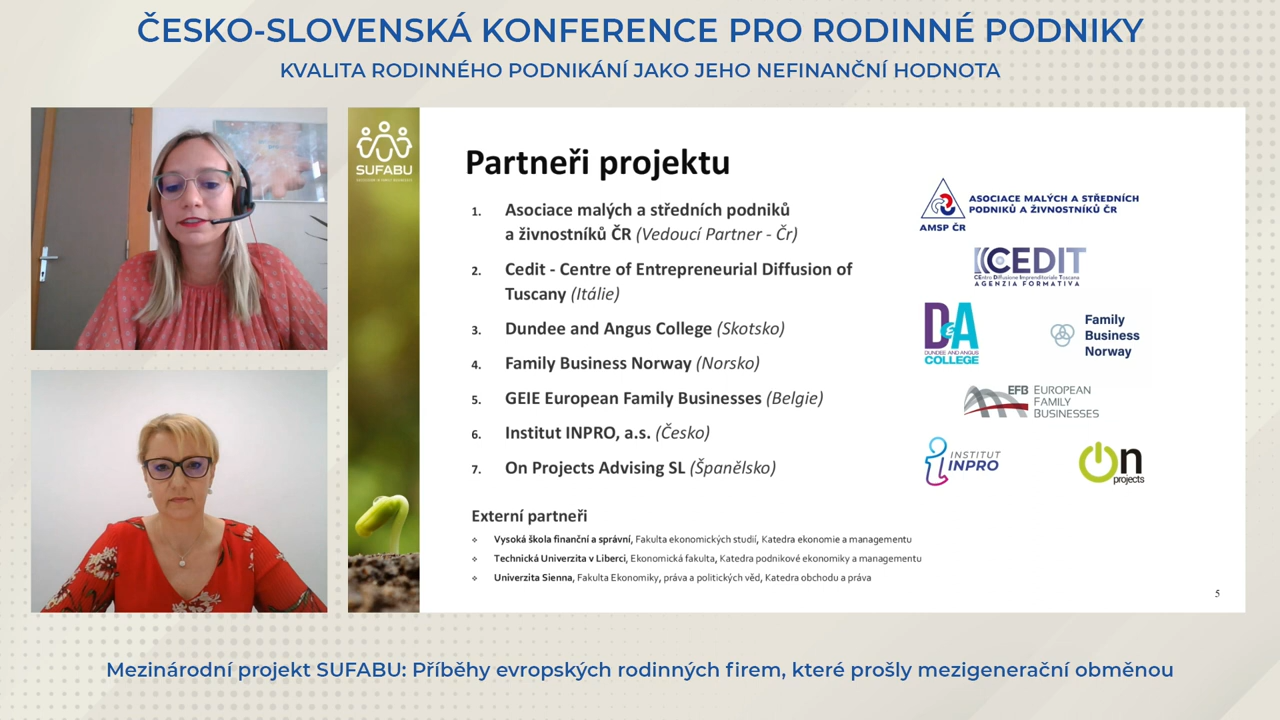 ČESKO-SLOVENSKÁ KONFERENCE PRO RODINNÉ PODNIKY
KVALITA RODINNÉHO PODNIKÁNÍ JAKO JEHO NEFINANČNÍ HODNOTA
SUFABU
Partneři projektu
1. Asociace malých a středních podniků
a živnostníků ČR (Vedoucí Partner - Čr)
2. Cedit - Centre of Entrepreneurial Diffusion of
Tuscany (Itálie)
3. Dundee and Angus College (Skotsko)
4. Family Business Norway (Norsko)
5. GEIE European Family Businesses (Belgie)
6. Institut INPRO, a.s. (Česko)
7. On Projects Advising SL (Španělsko)
Externí partneři
Vysoká škola finanční a správní, Fakulta ekonomických studií, Katedra ekonomie a managementu
Technická Univerzita v Liberci, Ekonomická fakulta, Katedra podnikové ekonomiky a managementu
Univerzita Sienna, Fakulta Ekonomiky, práva a politických věd, Katedra obchodu a práva
AMSP ČR
ASOCIACE MALÝCH A STŘEDNÍCH
PODNIKŮ A ŽIVNOSTNÍKŮ ČR
CEDIT
CEntro Diffusione Imprenditoriale Toscana
AGENZIA FORMATIVA
D&A
DUNDEE AND ANGUS
COLLEGE
Family
Business
Norway
EFB EUROPEAN
FAMILY
BUSINESSES
INSTITUT
INPRO
On
projects
5
Mezinárodní projekt SUFABU: Příběhy evropských rodinných firem, které prošly mezigenerační obměnou